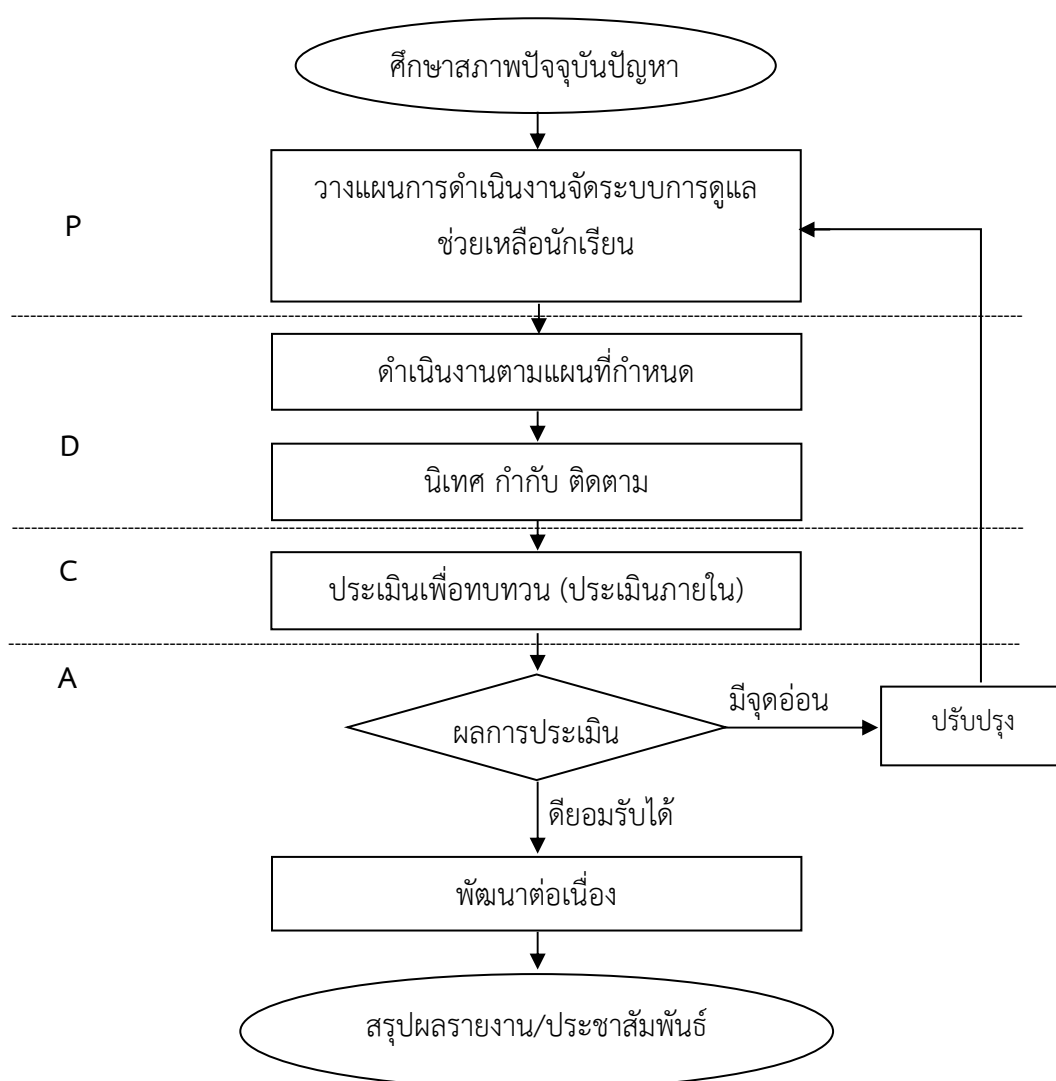 ศึกษาสภาพปัจจุบันปัญหา
วางแผนการดำเนินงานจัดระบบการดูแล
ช่วยเหลือนักเรียน
P
ดำเนินงานตามแผนที่กำหนด
D
นิเทศ กำกับ ติดตาม
C
ประเมินเพื่อทบทวน (ประเมินภายใน)
A
ผลการประเมิน
มีจุดอ่อน
ปรับปรุง
ดียอมรับได้
พัฒนาต่อเนื่อง
สรุปผลรายงาน/ประชาสัมพันธ์